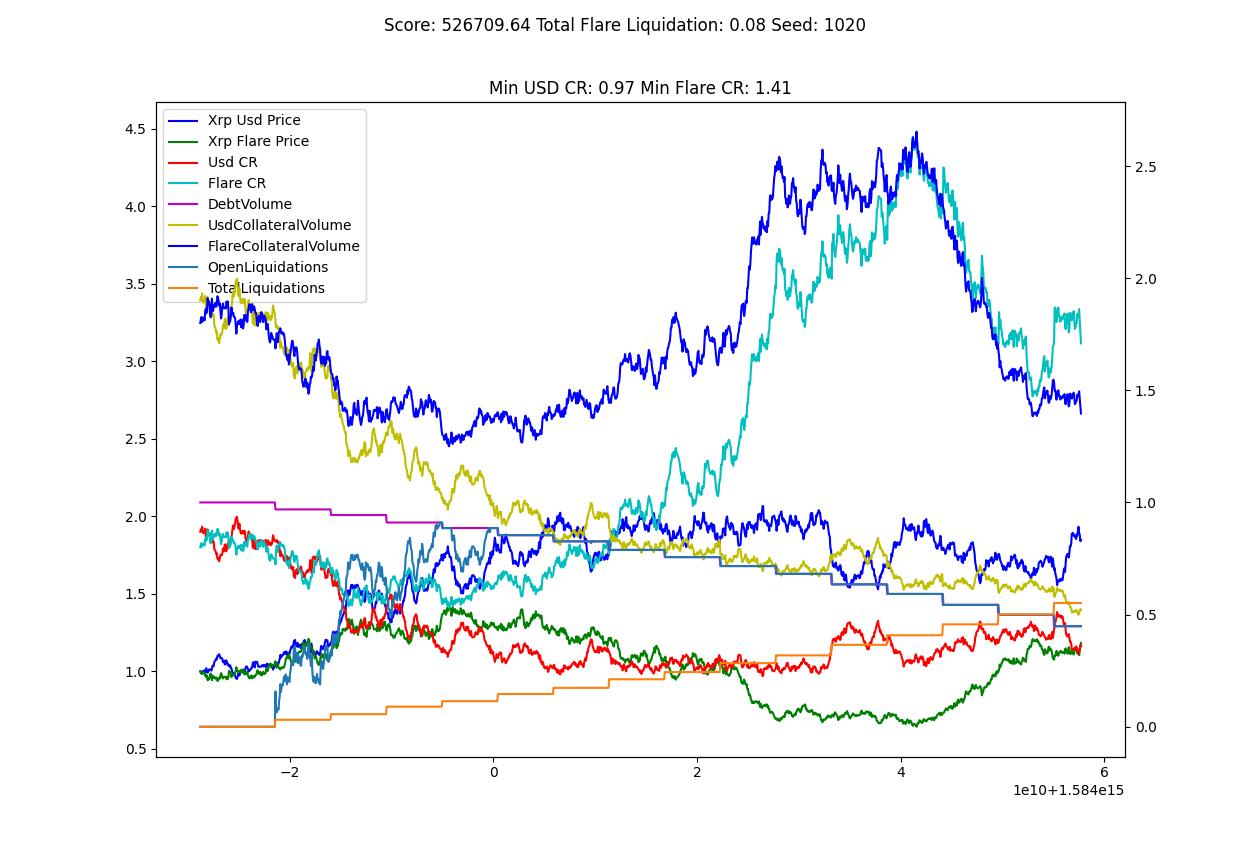 Score: 526709.64 Total Flare Liquidation: 0.08 Seed: 1020
Min USD CR: 0.97 Min Flare CR: 1.41
Xrp Usd Price
Xrp Flare Price
Usd CR
Flare CR
DebtVolume
UsdCollateralVolume
FlareCollateralVolume
OpenLiquidations
TotalLiquidations
4.5
4.0
3.5
3.0
2.5
2.0
1.5
1.0
0.5
2.5
2.0
1.5
1.0
0.5
0.0
−2
0
2
4
6
1e10+1.584e15